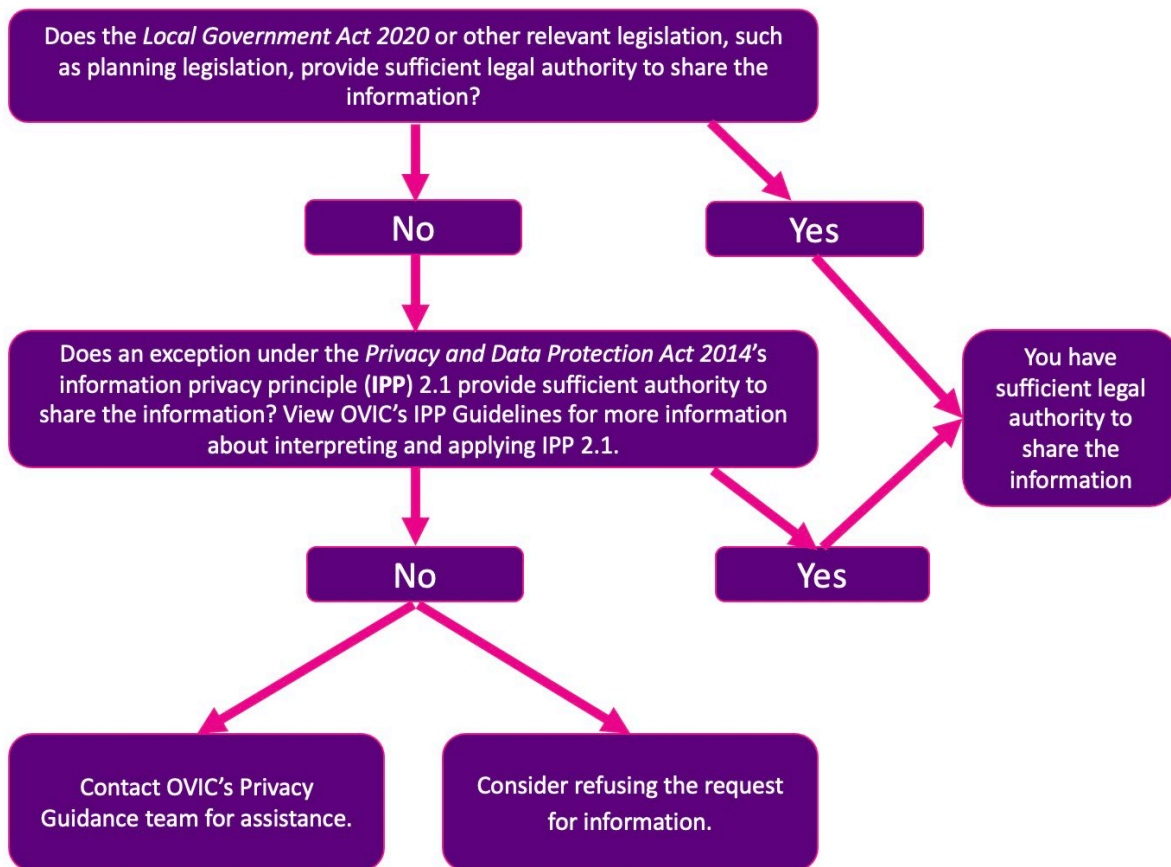 Does the Local Government Act 2020 or other relevant legislation, such
as planning legislation, provide sufficient legal authority to share the
information?
No
Yes
Does an exception under the Privacy and Data Protection Act 2014's
information privacy principle (IPP) 2.1 provide sufficient authority to
share the information? View OVIC's IPP Guidelines for more information
about interpreting and applying IPP 2.1.
You have
sufficient legal
authority to
share the
information
No
Yes
Contact OVIC's Privacy
Guidance team for assistance.
Consider refusing the request
for information.